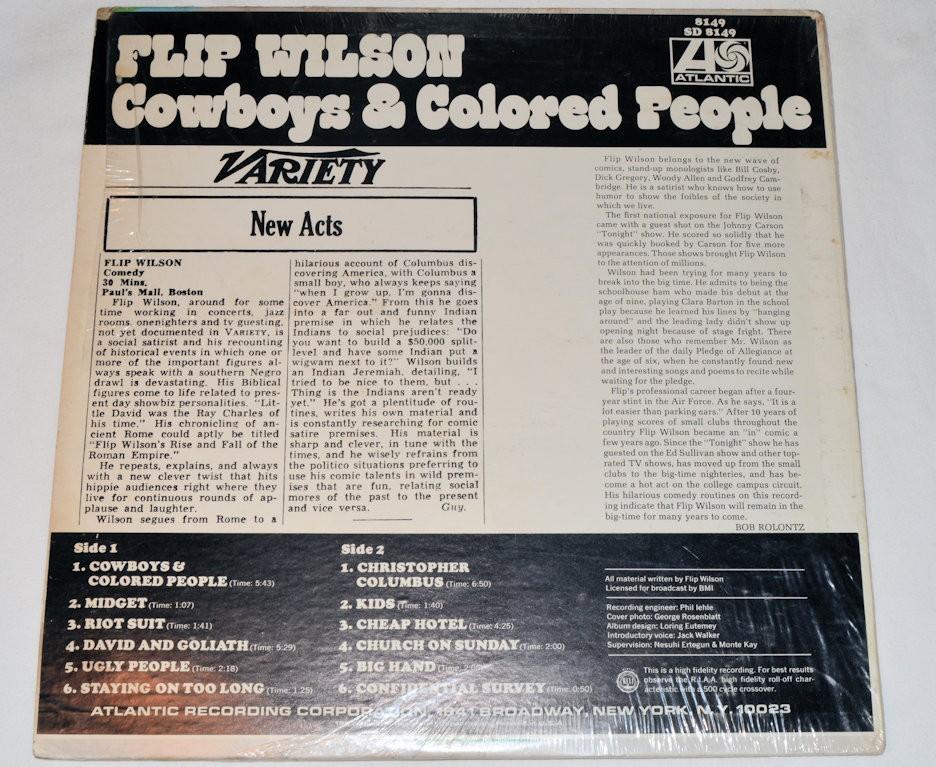 8149
SD 8149
FLIP WILSON
ATLANTIC
Cowboys & Colored People
VARIETY
New Acts
FLIP WILSON
Comedy
30 Mins.
Paul's Mall, Boston
Flip Wilson, around for some
time working in concerts, jazz
rooms, onenighters and tv guesting,
not yet documented in VARIETY, is
a social satirist and his recounting
of historical events in which one or
more of the important figures al-
ways speak with a southern Negro
drawl is devastating. His Biblical
figures come to life related to pres-
ent day showbiz personalities. "Lit-
tle David was the Ray Charles of
his time." His chronicling of an-
cient Rome could aptly be titled
"Flip Wilson's Rise and Fall of the
Roman Empire."
He repeats, explains, and always
with a new clever twist that hits
hippie audiences right where they
live for continuous rounds of ap-
plause and laughter.
Wilson segues from Rome to a
hilarious account of Columbus dis-
covering America, with Columbus a
small boy, who always keeps saying
"when I grow up, I'm gonna dis-
cover America." From this he goes
into a far out and funny Indian
premise in which he relates the
Indians to social prejudices: "Do
you want to build a $50,000 split-
level and have some Indian put a
wigwam next to it?" Wilson builds
an Indian Jeremiah, detailing, "I
tried to be nice to them, but . . .
Thing is the Indians aren't ready
yet." He's got a plentitude of rou-
tines, writes his own material and
is constantly researching for comic
satire premises. His material is
sharp and clever, in tune with the
times, and he wisely refrains from
the politico situations preferring to
use his comic talents in wild prem-
ises that are fun, relating social
mores of the past to the present
and vice versa. Guy.
Flip Wilson belongs to the new wave of
comics, stand-up monologists like Bill Cosby,
Dick Gregory, Woody Allen and Godfrey Cam-
bridge. He is a satirist who knows how to use
humor to show the foibles of the society in
which we live.
The first national exposure for Flip Wilson
came with a guest shot on the Johnny Carson
"Tonight" show. He scored so solidly that he
was quickly booked by Carson for five more
appearances. Those shows brought Flip Wilson
to the attention of millions.
Wilson had been trying for many years to
break into the big time. He admits to being the
schoolhouse ham who made his debut at the
age of nine, playing Clara Barton in the school
play because he learned his lines by "hanging
around" and the leading lady didn't show up
opening night because of stage fright. There
are also those who remember Mr. Wilson as
the leader of the daily Pledge of Allegiance at
the age of six, when he constantly found new
and interesting songs and poems to recite while
waiting for the pledge.
Flip's professional career began after a four-
year stint in the Air Force. As he says, "It is a
lot easier than parking cars." After 10 years of
playing scores of small clubs throughout the
country Flip Wilson became an "in" comic a
few years ago. Since the "Tonight" show he has
guested on the Ed Sullivan show and other top-
rated TV shows, has moved up from the small
clubs to the big-time nighteries, and has be-
come a hot act on the college campus circuit.
His hilarious comedy routines on this record-
ing indicate that Flip Wilson will remain in the
big-time for many years to come.
BOB ROLONTZ
Side 1
1. COWBOYS &
COLORED PEOPLE (Time: 5:43)
2. MIDGET (Time: 1:07)
3. RIOT SUIT (Time: 1:41)
4. DAVID AND GOLIATH (Time: 5:29)
5. UGLY PEOPLE (Time: 2:18)
6. STAYING ON TOO LONG (Time: 1:25)
Side 2
1. CHRISTOPHER
COLUMBUS (Time: 6:50)
2. KIDS (Time: 1:40)
3. CHEAP HOTEL (Time: 4:25)
4. CHURCH ON SUNDAY (Time: 2:00)
5. BIG HAND (Time:
6. CONFIDENTIAL SURVEY (Time: 0:50)
All material written by Flip Wilson
Licensed for broadcast by BMI
Recording engineer: Phil Iehle
Cover photo: George Rosenblatt
Album design: Loring Eutemey
Introductory voice: Jack Walker
Supervision: Nesuhi Ertegun & Monte Kay
This is a high fidelity recording. For best results
observe the R.I.A.A. high fidelity roll-off char-
acteristic with a 500 cycle crossover.
ATLANTIC RECORDING CORPORATION, 1841 BROADWAY, NEW YORK, N.Y. 10023